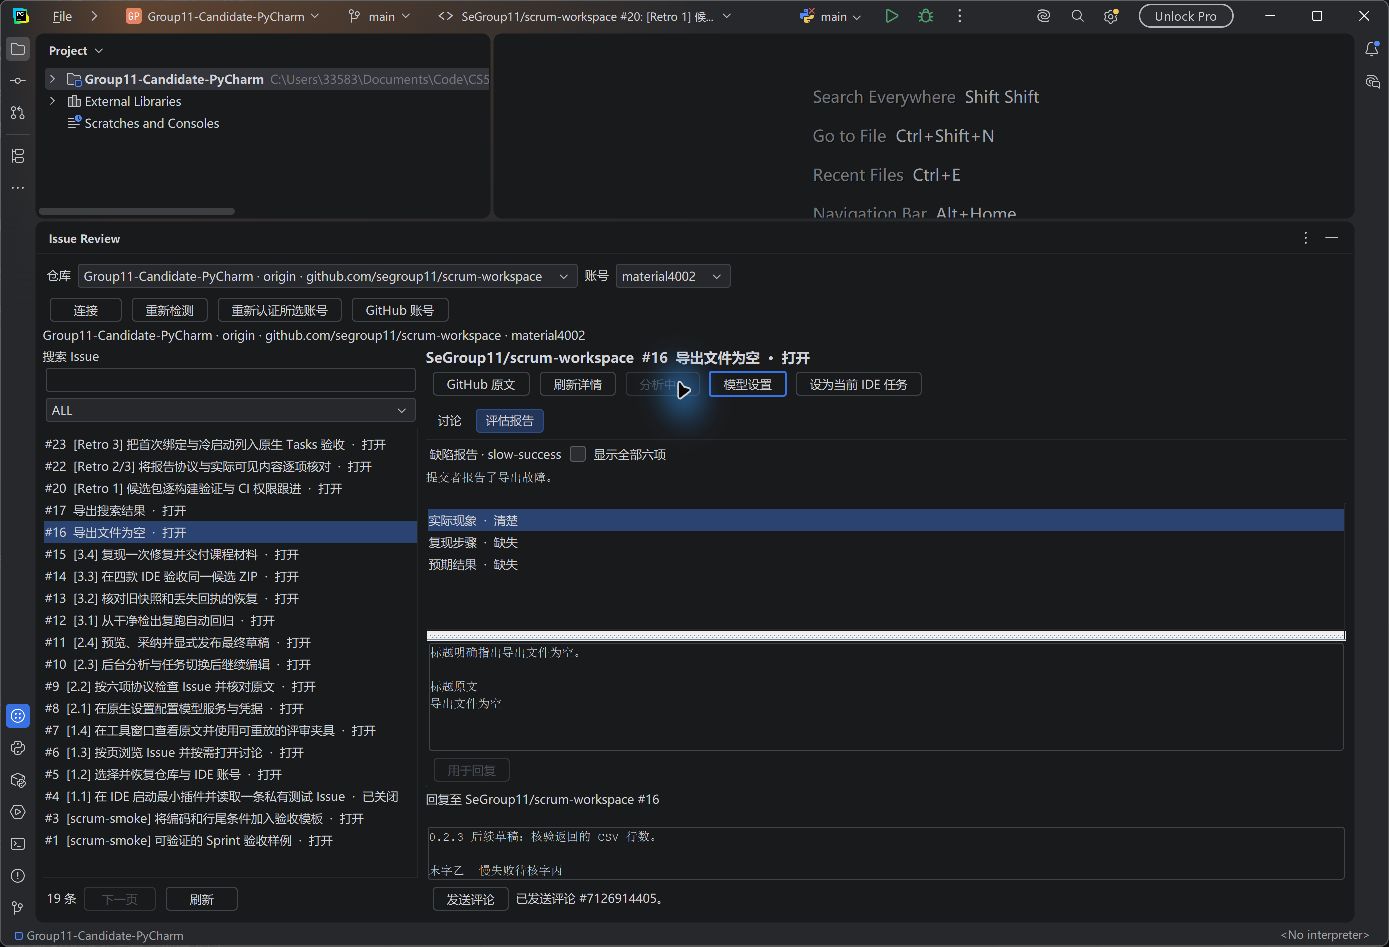 File
GP Group11-Candidate-PyCharm
main
SeGroup11/scrum-workspace #20: [Retro 1] 候...
main
Unlock Pro
Project
Group11-Candidate-PyCharm C:\Users\33583\Documents\Code\CS5
External Libraries
Scratches and Consoles
Search Everywhere Shift Shift
Go to File Ctrl+Shift+N
Recent Files Ctrl+E
Navigation Bar Alt+Home
Issue Review
仓库 Group11-Candidate-PyCharm · origin · github.com/segroup11/scrum-workspace 账号 material4002
连接 重新检测 重新认证所选账号 GitHub 账号
Group11-Candidate-PyCharm · origin · github.com/segroup11/scrum-workspace · material4002
搜索 Issue
ALL
#23 [Retro 3] 把首次绑定与冷启动列入原生 Tasks 验收 · 打开
#22 [Retro 2/3] 将报告协议与实际可见内容逐项核对 · 打开
#20 [Retro 1] 候选包逐构建验证与 CI 权限跟进 · 打开
#17 导出搜索结果 · 打开
#16 导出文件为空 · 打开
#15 [3.4] 复现一次修复并交付课程材料 · 打开
#14 [3.3] 在四款 IDE 验收同一候选 ZIP · 打开
#13 [3.2] 核对旧快照和丢失回执的恢复 · 打开
#12 [3.1] 从干净检出复跑自动回归 · 打开
#11 [2.4] 预览、采纳并显式发布最终草稿 · 打开
#10 [2.3] 后台分析与任务切换后继续编辑 · 打开
#9 [2.2] 按六项协议检查 Issue 并核对原文 · 打开
#8 [2.1] 在原生设置配置模型服务与凭据 · 打开
#7 [1.4] 在工具窗口查看原文并使用可重放的评审夹具 · 打开
#6 [1.3] 按页浏览 Issue 并按需打开讨论 · 打开
#5 [1.2] 选择并恢复仓库与 IDE 账号 · 打开
#4 [1.1] 在 IDE 启动最小插件并读取一条私有测试 Issue · 已关闭
#3 [scrum-smoke] 将编码和行尾条件加入验收模板 · 打开
#1 [scrum-smoke] 可验证的 Sprint 验收样例 · 打开
19 条 下一页 刷新
SeGroup11/scrum-workspace #16 导出文件为空 • 打开
GitHub 原文 刷新详情 分析中 模型设置 设为当前 IDE 任务
讨论 评估报告
缺陷报告 · slow-success 显示全部六项
提交者报告了导出故障。
实际现象 · 清楚
复现步骤 · 缺失
预期结果 · 缺失
标题明确指出导出文件为空。
标题原文
导出文件为空
用于回复
回复至 SeGroup11/scrum-workspace #16
0.2.3 后续草稿：核验返回的 CSV 行数。
末字乙 慢失败待核字内
发送评论 已发送评论 #7126914405。
Group11-Candidate-PyCharm
<No interpreter>